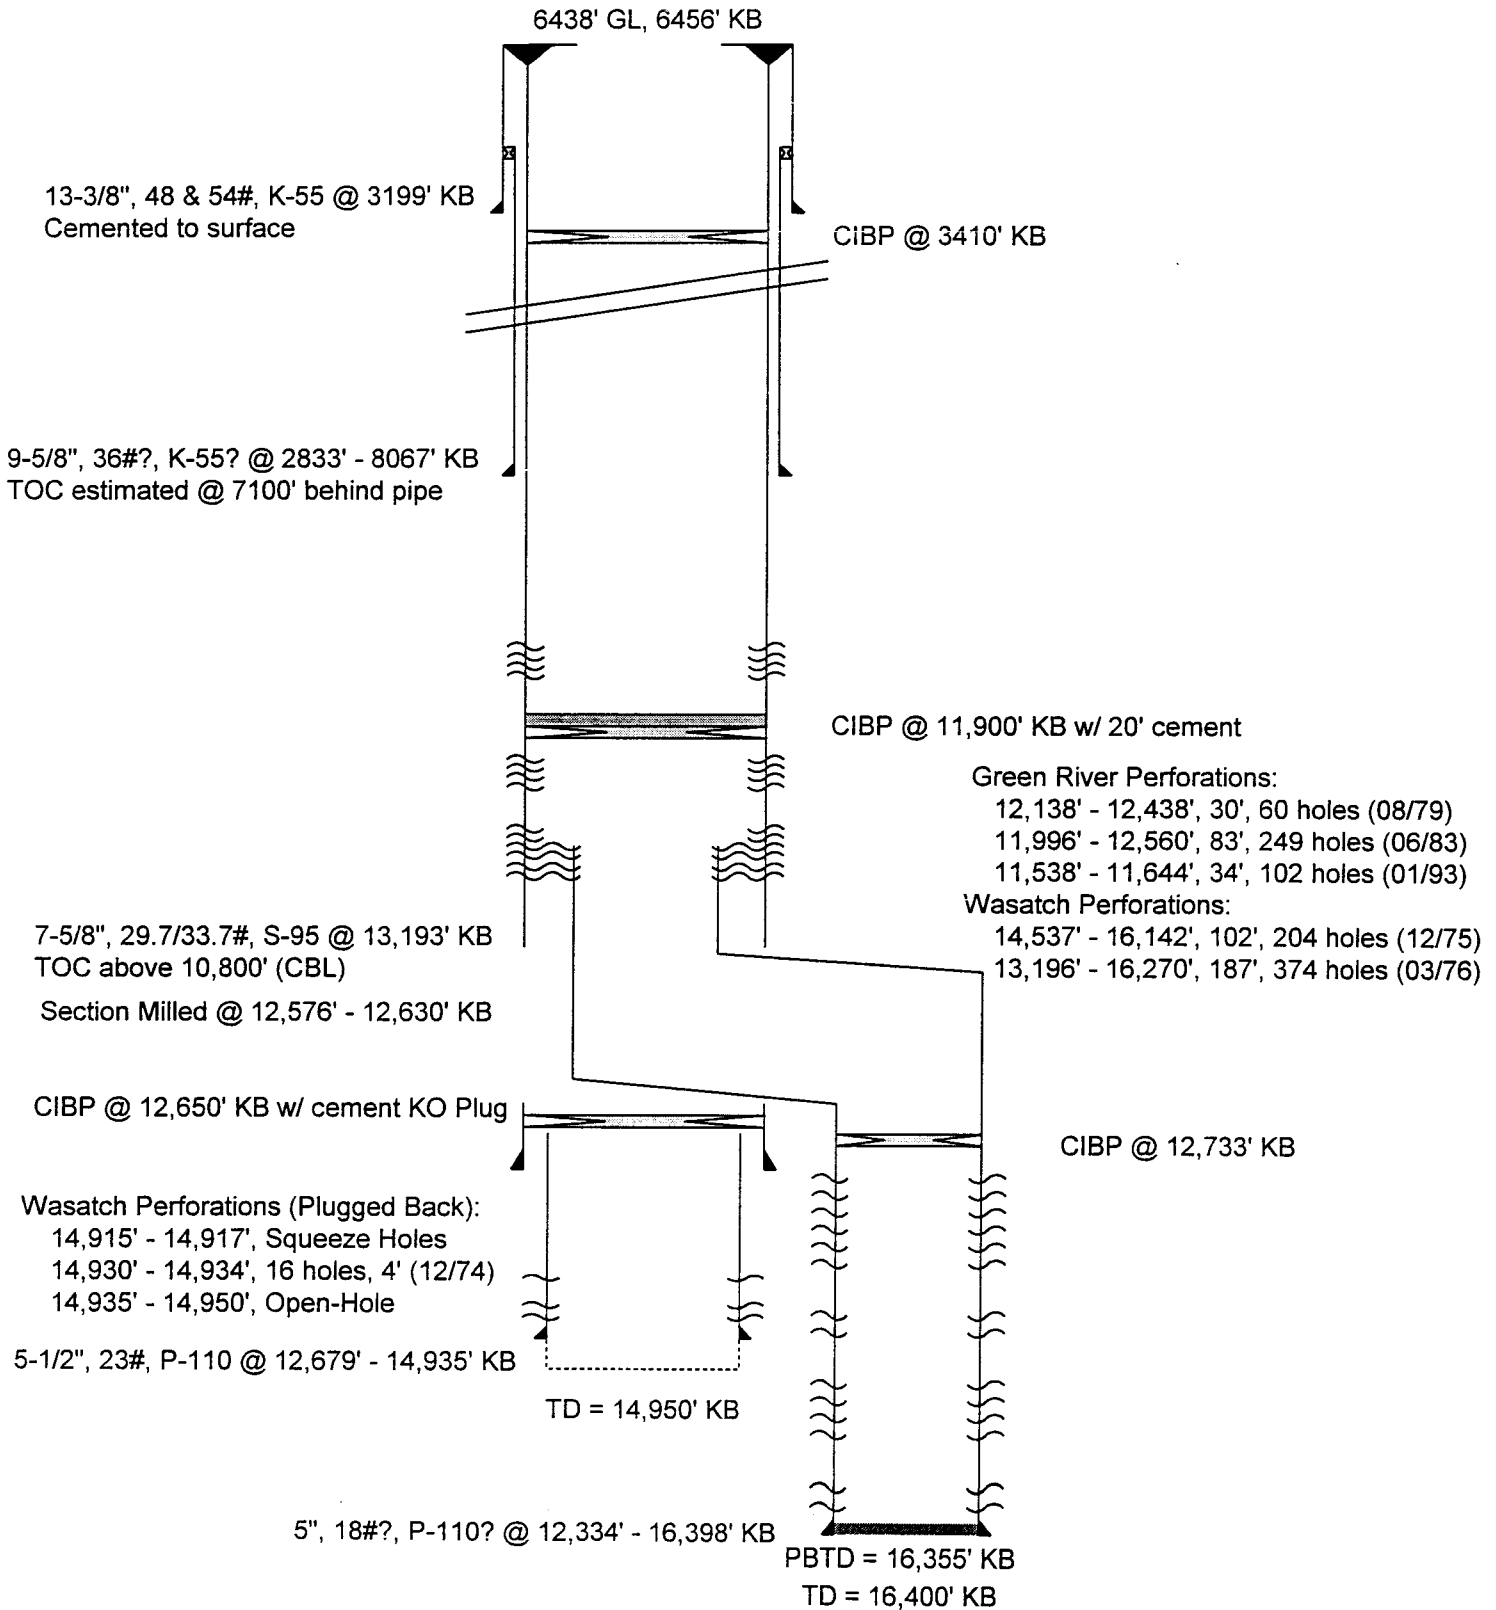 6438' GL, 6456' KB
13-3/8", 48 & 54#, K-55 @ 3199' KB
Cemented to surface
CIBP @ 3410' KB
9-5/8", 36#?, K-55? @ 2833' - 8067' KB
TOC estimated @ 7100' behind pipe
CIBP @ 11,900' KB w/ 20' cement
Green River Perforations:
12,138' - 12,438', 30', 60 holes (08/79)
11,996' - 12,560', 83', 249 holes (06/83)
11,538' - 11,644', 34', 102 holes (01/93)
Wasatch Perforations:
14,537' - 16,142', 102', 204 holes (12/75)
13,196' - 16,270', 187', 374 holes (03/76)
7-5/8", 29.7/33.7#, S-95 @ 13,193' KB
TOC above 10,800' (CBL)
Section Milled @ 12,576' - 12,630' KB
CIBP @ 12,650' KB w/ cement KO Plug
CIBP @ 12,733' KB
Wasatch Perforations (Plugged Back):
14,915' - 14,917', Squeeze Holes
14,930' - 14,934', 16 holes, 4' (12/74)
14,935' - 14,950', Open-Hole
5-1/2", 23#, P-110 @ 12,679' - 14,935' KB
TD = 14,950' KB
5", 18#?, P-110? @ 12,334' - 16,398' KB
PBTD = 16,355' KB
TD = 16,400' KB